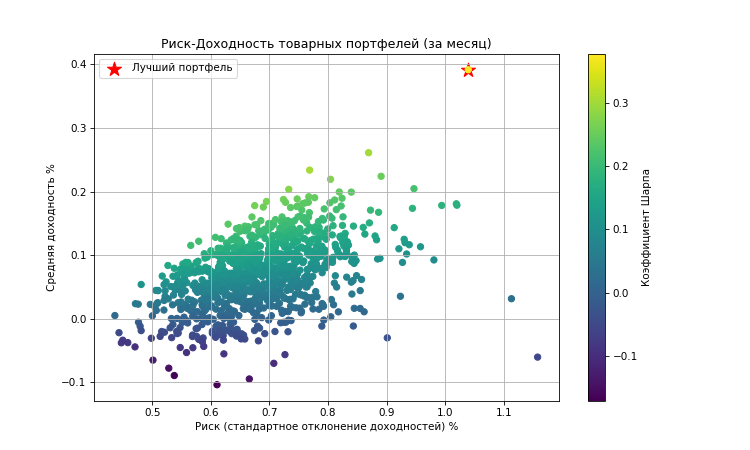 Риск-Доходность товарных портфелей (за месяц)
Лучший портфель
0.4
0.3
0.2
0.1
0.0
−0.1
Средняя доходность %
0.5 0.6 0.7 0.8 0.9 1.0 1.1
Риск (стандартное отклонение доходностей) %
0.3
0.2
0.1
0.0
−0.1
Коэффициент Шарпа